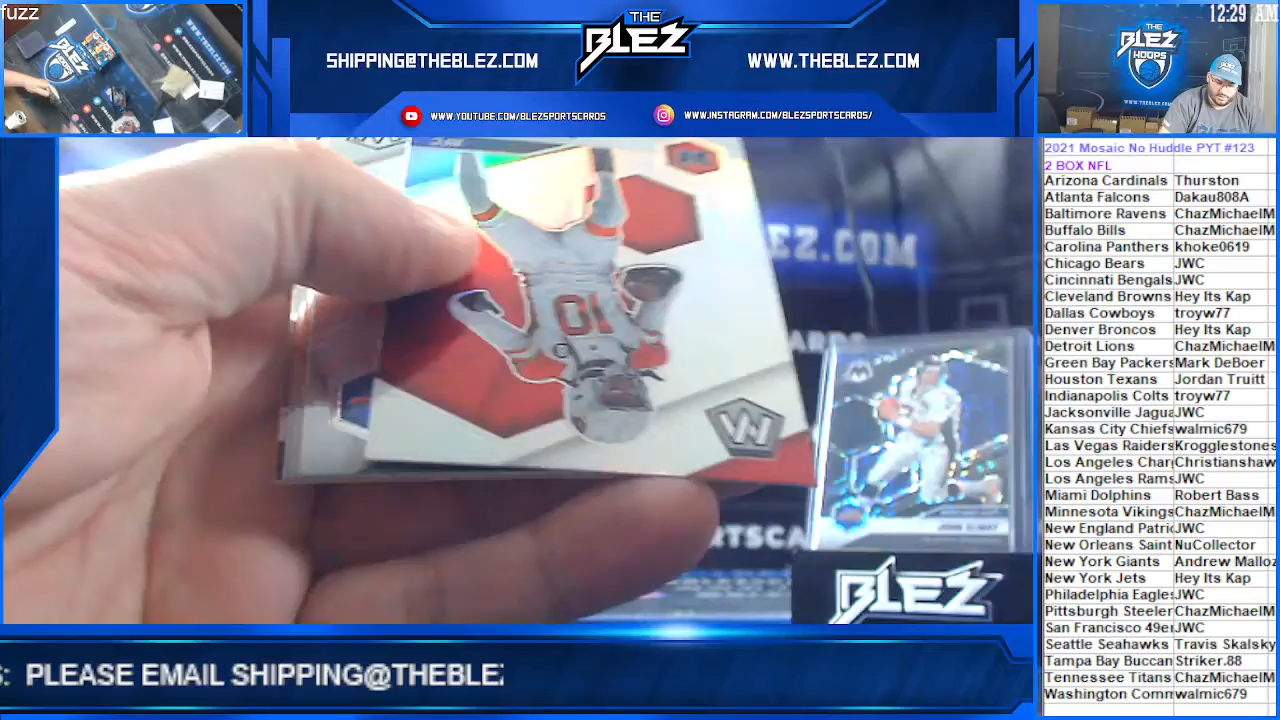 fuzz
SHIPPING@THEBLEZ.COM
THE
BLEZ
WWW.THEBLEZ.COM
WWW.YOUTUBE.COM/BLEZSPORTSCARDS
WWW.INSTAGRAM.COM/BLEZSPORTSCARDS/
12:29 AM
THE
BLEZ
HOOPS
2021 Mosaic No Huddle PYT #123
2 BOX NFL
Arizona Cardinals Thurston
Atlanta Falcons Dakau808A
Baltimore Ravens ChazMichaelM
Buffalo Bills ChazMichaelM
Carolina Panthers khoke0619
Chicago Bears JWC
Cincinnati Bengals JWC
Cleveland Browns Hey Its Kap
Dallas Cowboys troyw77
Denver Broncos Hey Its Kap
Detroit Lions ChazMichaelM
Green Bay Packers Mark DeBoer
Houston Texans Jordan Truitt
Indianapolis Colts troyw77
Jacksonville Jagua JWC
Kansas City Chiefs walmic679
Las Vegas Raiders Krogglestones
Los Angeles Char Christianshaw
Los Angeles Rams JWC
Miami Dolphins Robert Bass
Minnesota Vikings ChazMichaelM
New England Patri JWC
New Orleans Saint NuCollector
New York Giants Andrew Malloz
New York Jets Hey Its Kap
Philadelphia Eagles JWC
Pittsburgh Steeler ChazMichaelM
San Francisco 49er JWC
Seattle Seahawks Travis Skalsky
Tampa Bay Buccan Striker.88
Tennessee Titans ChazMichaelM
Washington Comm walmic679
EZ.COM
10
BLEZ
: PLEASE EMAIL SHIPPING@THEBLEZ